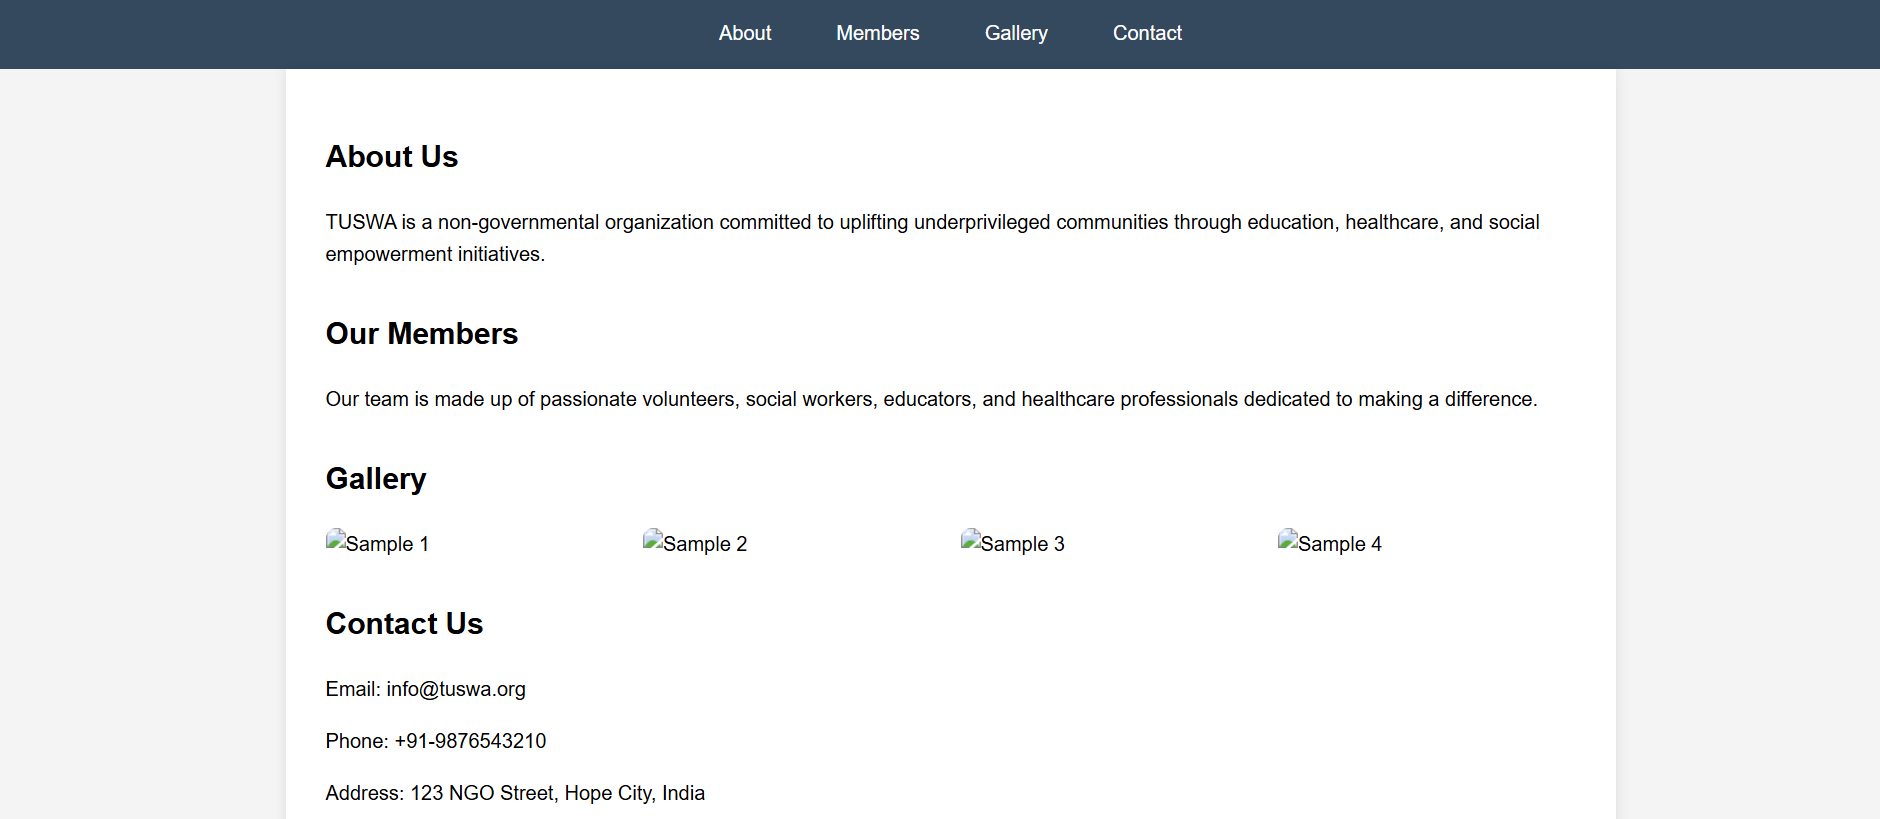 About Members Gallery Contact
About Us
TUSWA is a non-governmental organization committed to uplifting underprivileged communities through education, healthcare, and social
empowerment initiatives.
Our Members
Our team is made up of passionate volunteers, social workers, educators, and healthcare professionals dedicated to making a difference.
Gallery
Sample 1 Sample 2 Sample 3 Sample 4
Contact Us
Email: info@tuswa.org
Phone: +91-9876543210
Address: 123 NGO Street, Hope City, India